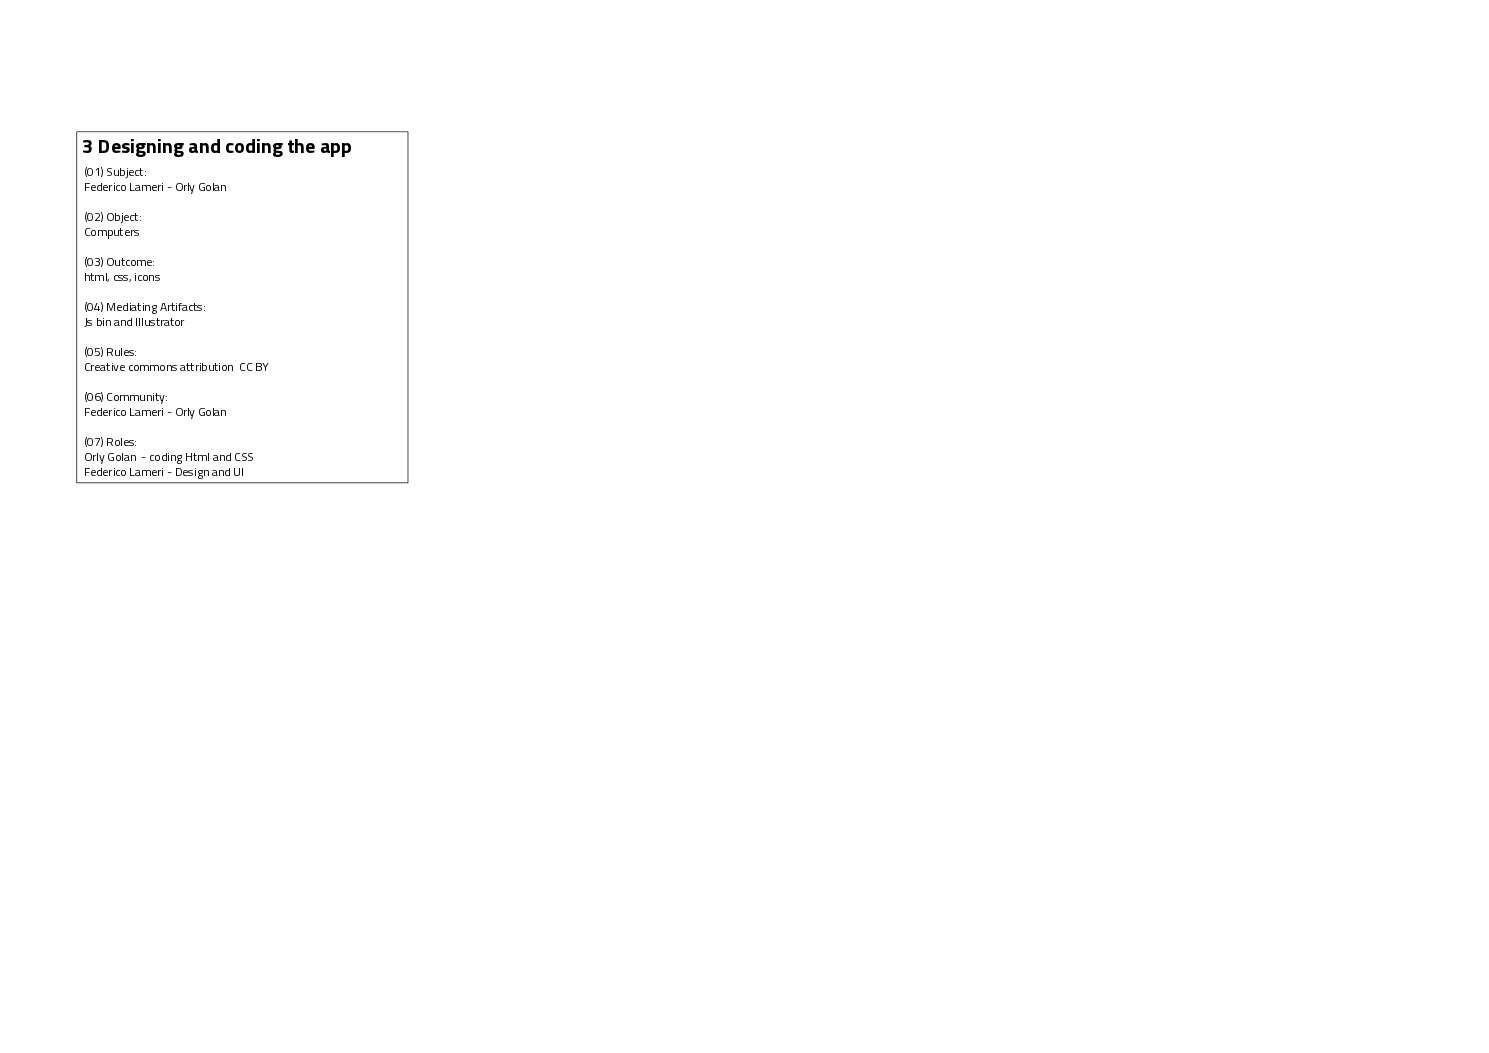 3 Designing and coding the app
(01) Subject:
Federico Lameri - Orly Golan
(02) Object:
Computers
(03) Outcome:
html, css, icons
(04) Mediating Artifacts:
Js bin and Illustrator
(05) Rules:
Creative commons attribution  CC BY
(06) Community:
Federico Lameri - Orly Golan
(07) Roles:
Orly Golan  - coding Html and CSS
Federico Lameri - Design and UI